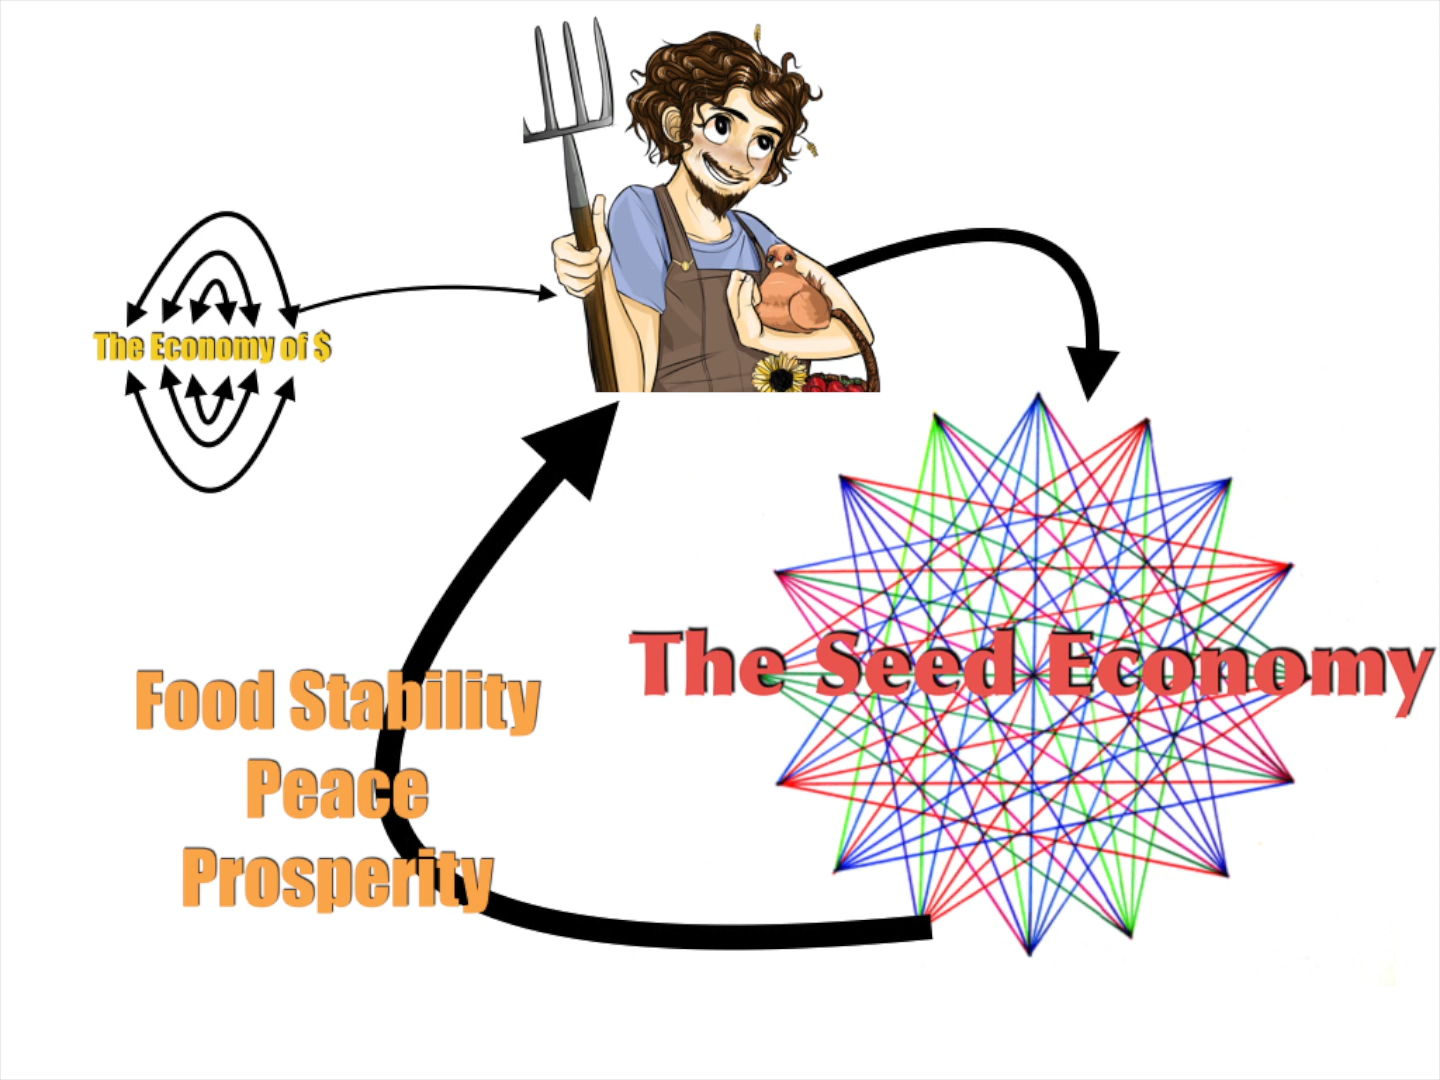 The Economy of $
The Seed Economy
Food Stability
Peace
Prosperity